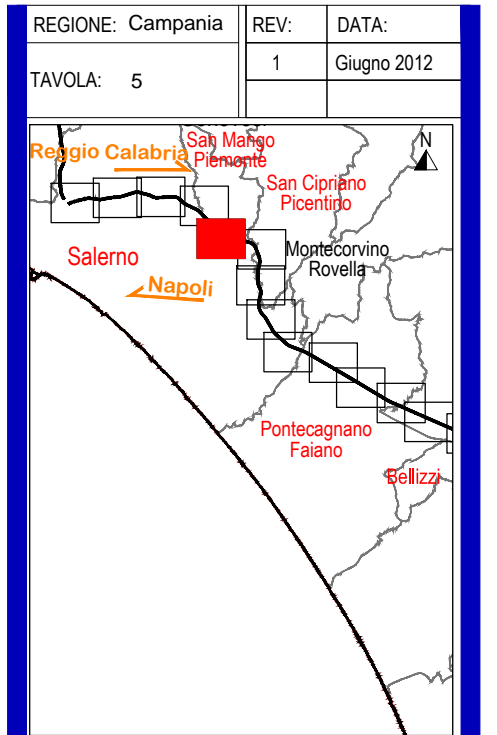 REGIONE: Campania
REV:
DATA:
1
Giugno 2012
TAVOLA: 5
San Mango
Piemonte
Reggio Calabria
N
San Cipriano
Picentino
Salerno
Montecorvino
Rovella
Napoli
Pontecagnano
Faiano
Bellizzi